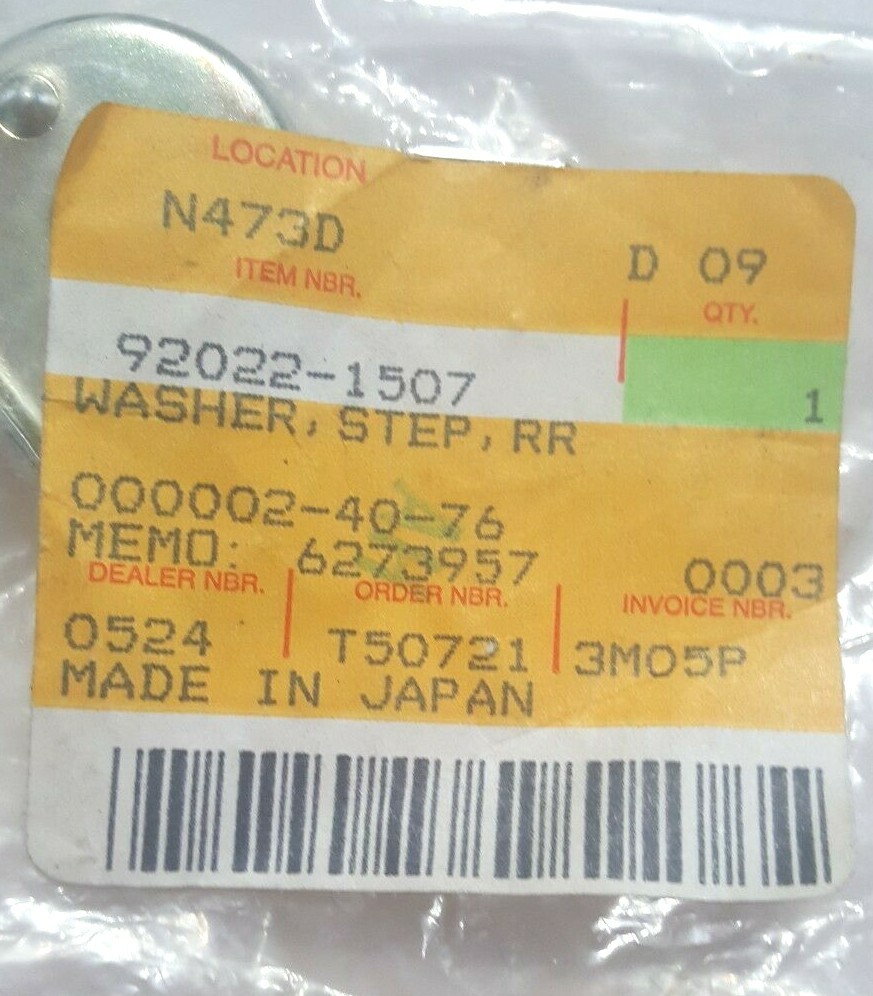 LOCATION
N473D
D 09
ITEM NBR.
QTY.
92022-1507
1
WASHER, STEP, RR
000002-40-76
MEMO: 6273957
0003
DEALER NBR.
ORDER NBR.
INVOICE NBR.
0524
T50721
3M05P
MADE IN JAPAN